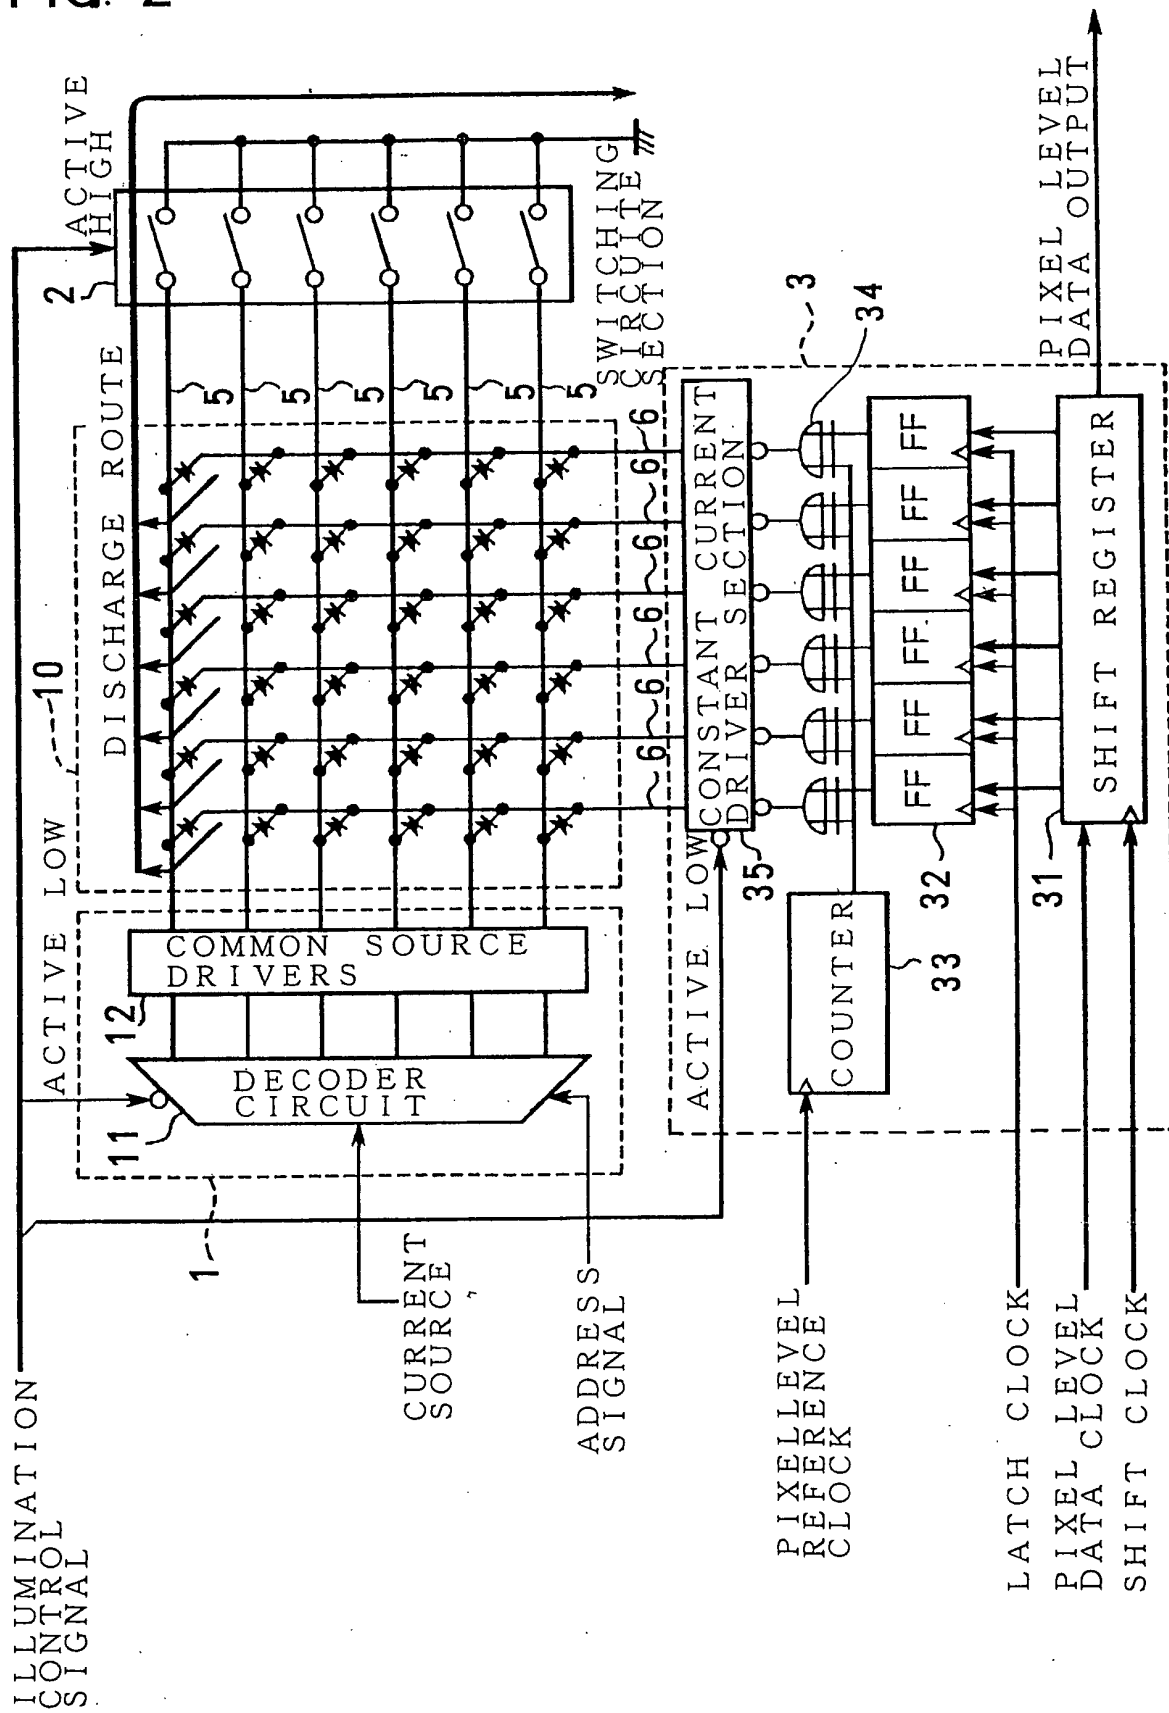 FIG. 2
ILLUMINATION
CONTROL
SIGNAL
ACTIVE LOW
ACTIVE
HIGH
10
DISCHARGE ROUTE
2
1
11
DECODER
CIRCUIT
12
COMMON SOURCE
DRIVERS
5
5
5
5
5
5
SWITCHING
CIRCUITE
SECTION
CURRENT
SOURCE
ADDRESS
SIGNAL
6
6
6
6
6
6
ACTIVE LOW
CONSTANT CURRENT
DRIVER SECTION
35
3
34
PIXEL LEVEL
REFERENCE
CLOCK
COUNTER
33
FF
FF
FF
FF
FF
FF
32
LATCH CLOCK
PIXEL LEVEL
DATA CLOCK
SHIFT CLOCK
31
SHIFT REGISTER
PIXEL LEVEL
DATA OUTPUT